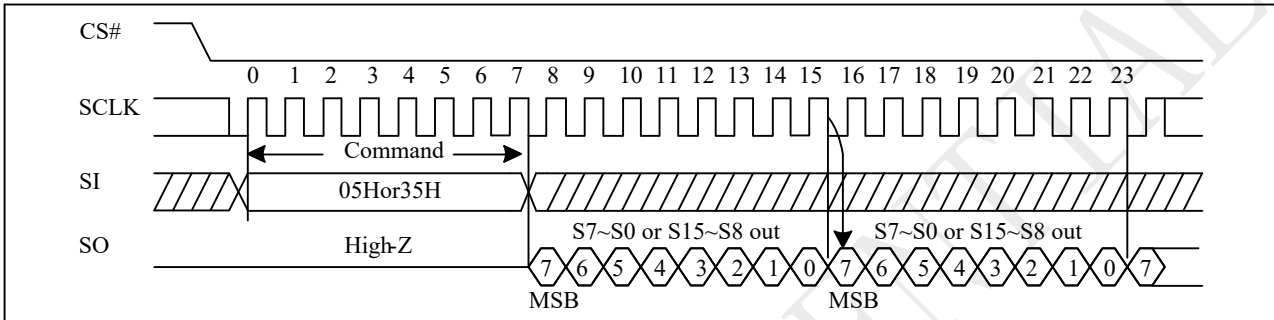 CS#
0 1 2 3 4 5 6 7 8 9 10 11 12 13 14 15 16 17 18 19 20 21 22 23
SCLK
Command
SI
05Hor35H
S7~S0 or S15~S8 out S7~S0 or S15~S8 out
SO
High-Z
7 6 5 4 3 2 1 0 7 6 5 4 3 2 1 0 7
MSB MSB